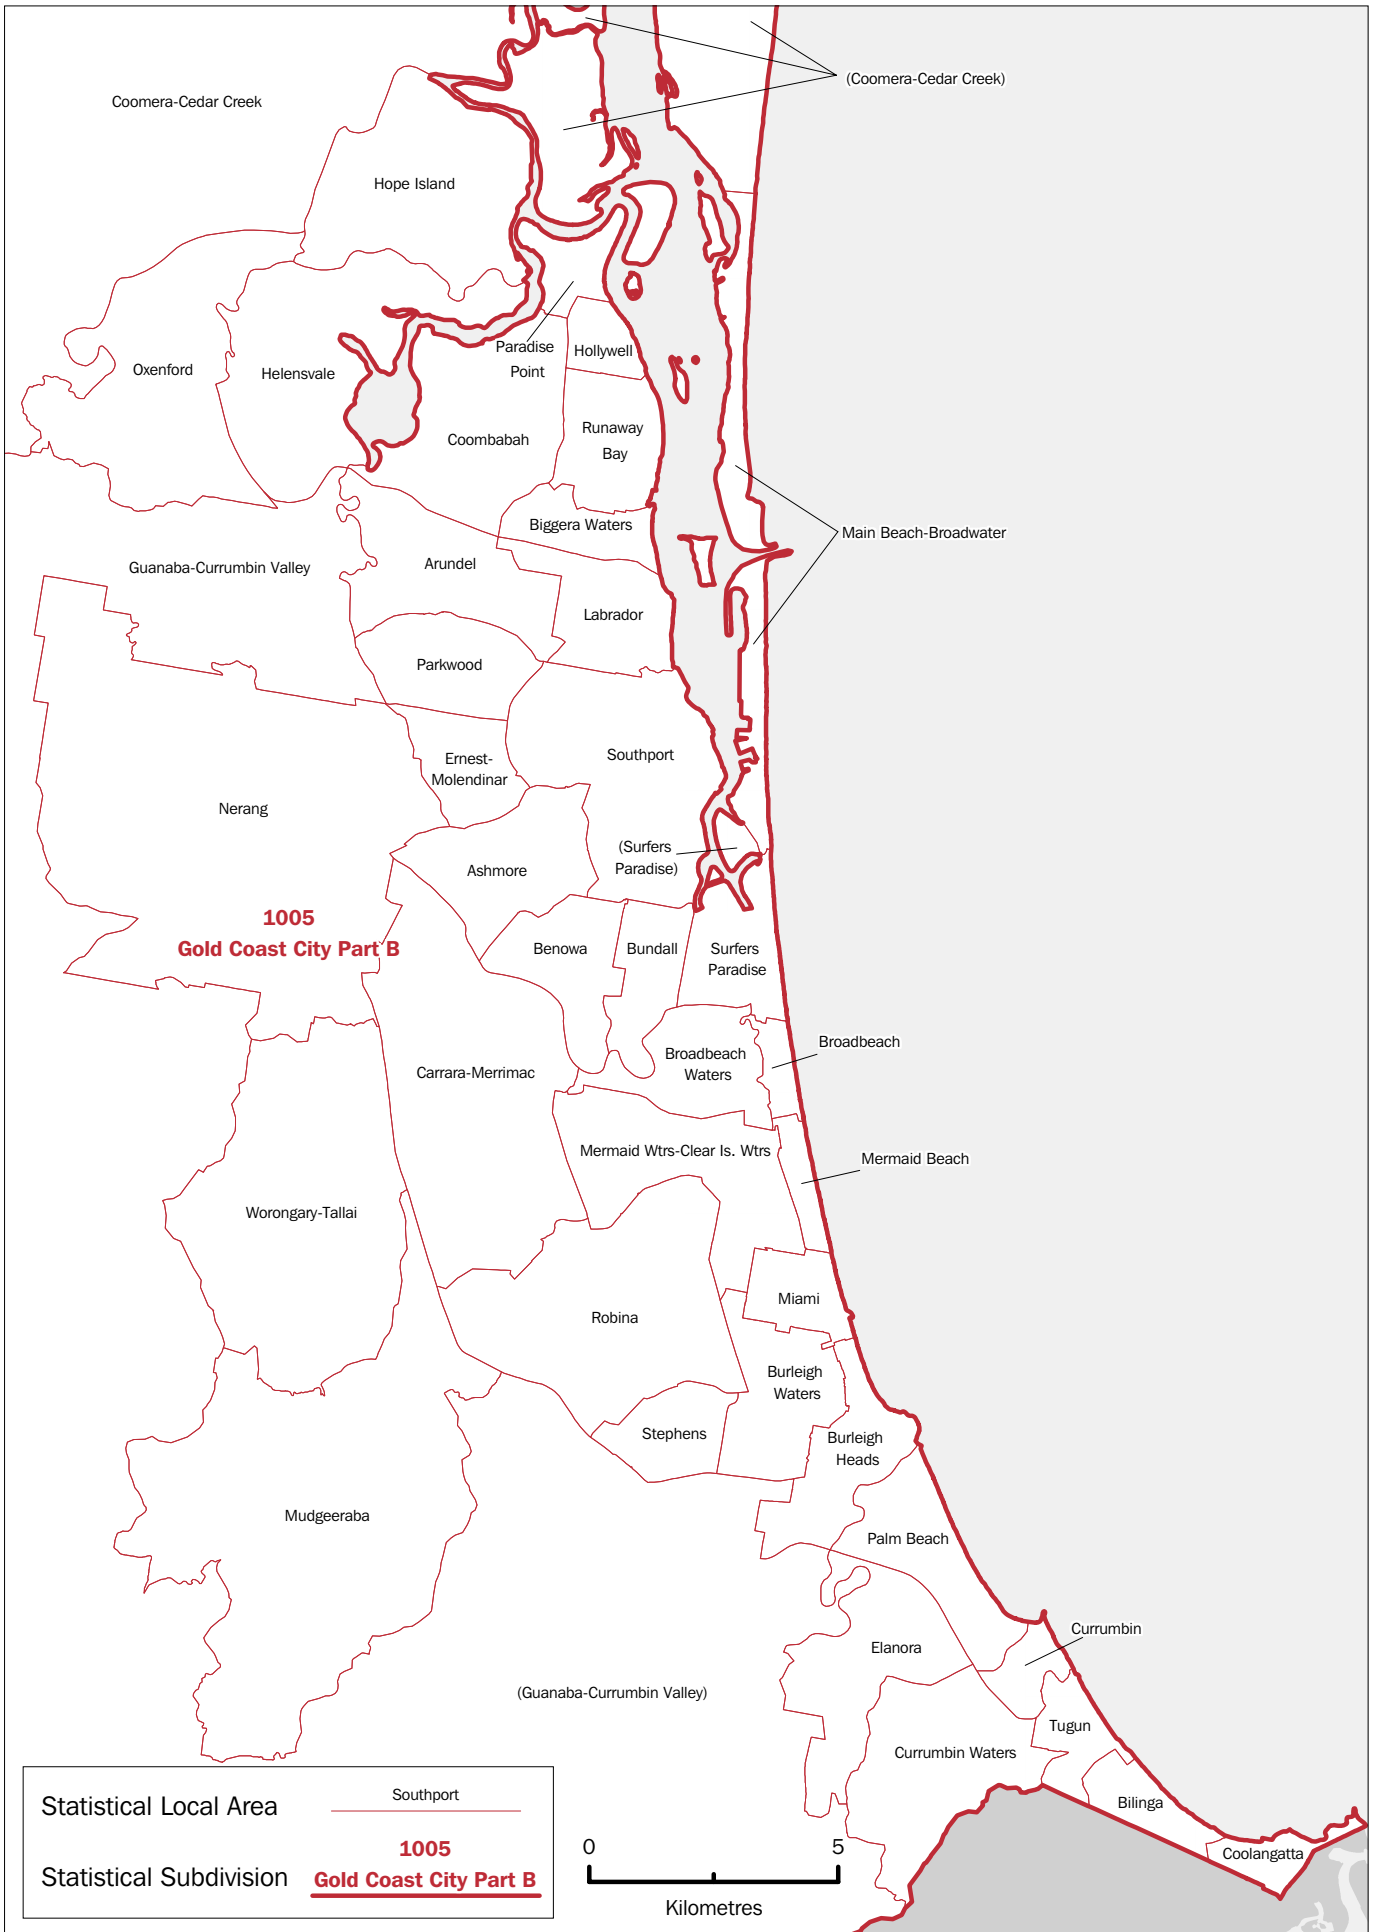 (Coomera-Cedar Creek)
Coomera-Cedar Creek
Hope Island
Paradise
Point
Hollywell
Oxenford
Helensvale
Runaway
Bay
Coombabah
Biggera Waters
Main Beach-Broadwater
Guanaba-Currumbin Valley
Arundel
Labrador
Parkwood
Southport
Ernest-
Molendinar
Nerang
(Surfers
Paradise)
Ashmore
1005
Gold Coast City Part B
Benowa
Bundall
Surfers
Paradise
Broadbeach
Broadbeach
Waters
Carrara-Merrimac
Mermaid Wtrs-Clear Is. Wtrs
Mermaid Beach
Worongary-Tallai
Miami
Robina
Burleigh
Waters
Stephens
Burleigh
Heads
Mudgeeraba
Palm Beach
Currumbin
Elanora
(Guanaba-Currumbin Valley)
Tugun
Currumbin Waters
Bilinga
Coolangatta
Statistical Local Area
Southport
Statistical Subdivision
1005
Gold Coast City Part B
0 5
Kilometres